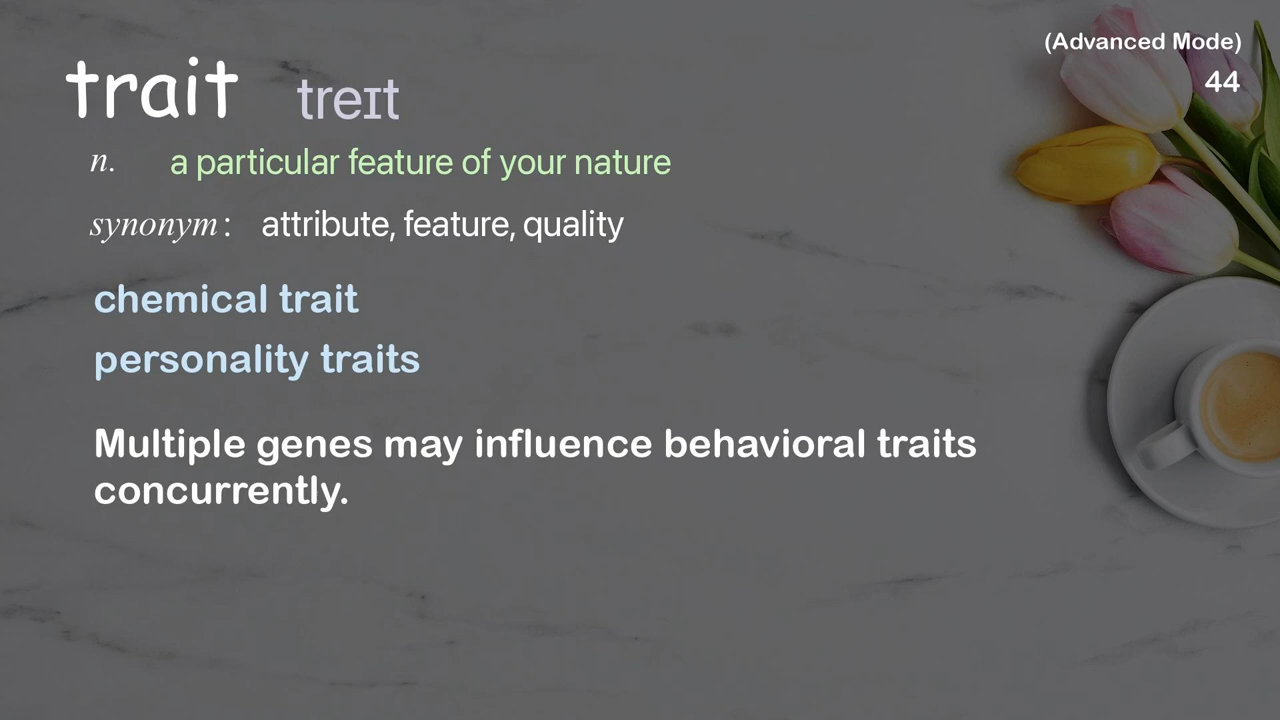 (Advanced Mode)
44
trait treɪt
n. a particular feature of your nature
synonym: attribute, feature, quality
chemical trait
personality traits
Multiple genes may influence behavioral traits
concurrently.